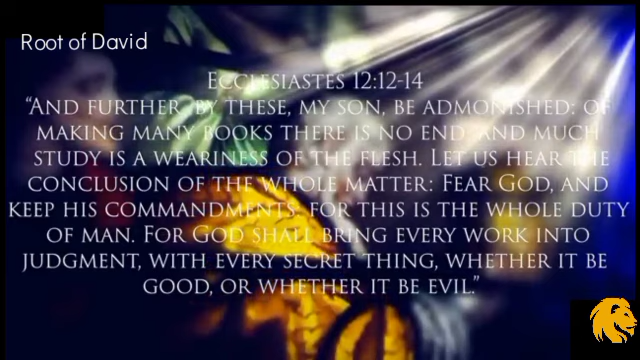 Root of David
Ecclesiastes 12:12-14
“And further, by these, my son, be admonished: of
making many books there is no end; and much
study is a weariness of the flesh. Let us hear the
conclusion of the whole matter: Fear God, and
keep his commandments: for this is the whole duty
of man. For God shall bring every work into
judgment, with every secret thing, whether it be
good, or whether it be evil.”